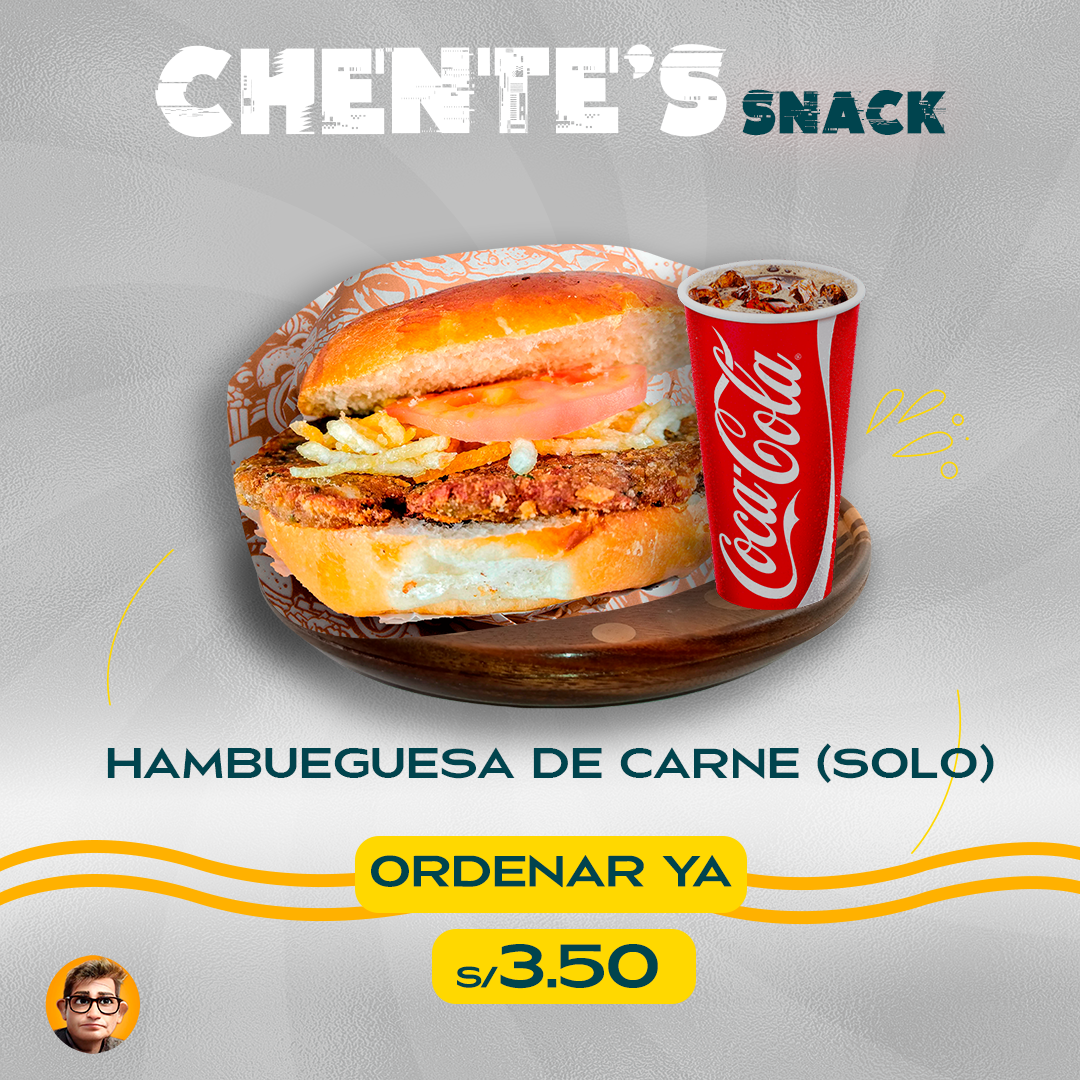 CHENTE'S SNACK
Coca-Cola
HAMBUEGUESA DE CARNE (SOLO)
ORDENAR YA
S/3.50